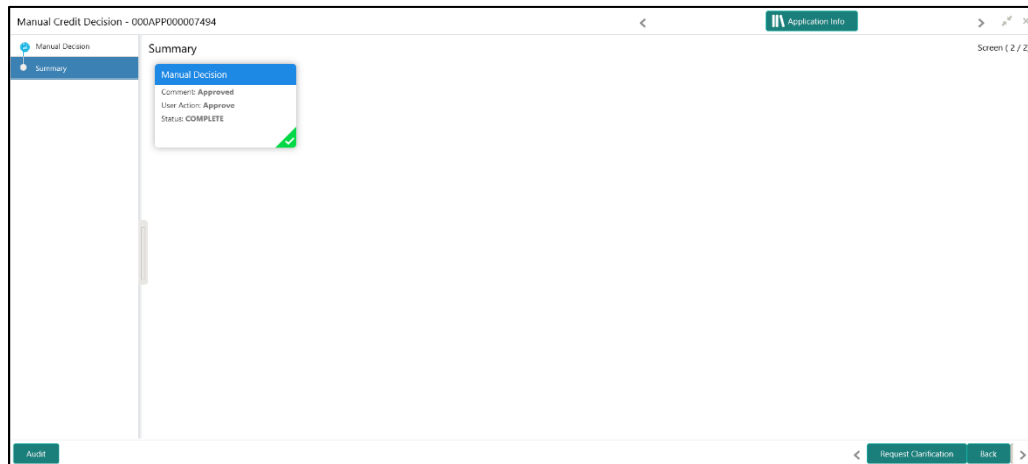 Manual Credit Decision - 000APP000007494
Application Info
Manual Decision
Summary
Summary
Screen ( 2 / 2
Manual Decision
Comment: Approved
User Action: Approve
Status: COMPLETE
Audit
Request Clarification
Back